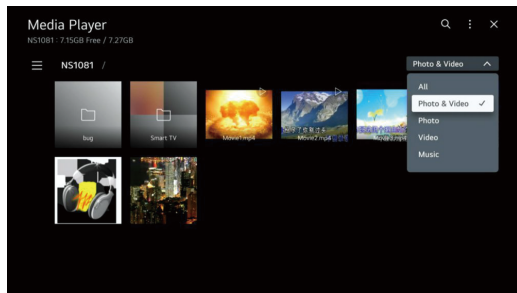 Media Player
NS1081 : 7.15GB Free / 7.27GB
NS1081 /
Photo & Video
All
Photo & Video
Photo
Video
Music
bug
Smart TV
Movie1.mp4
Movie2.mp4